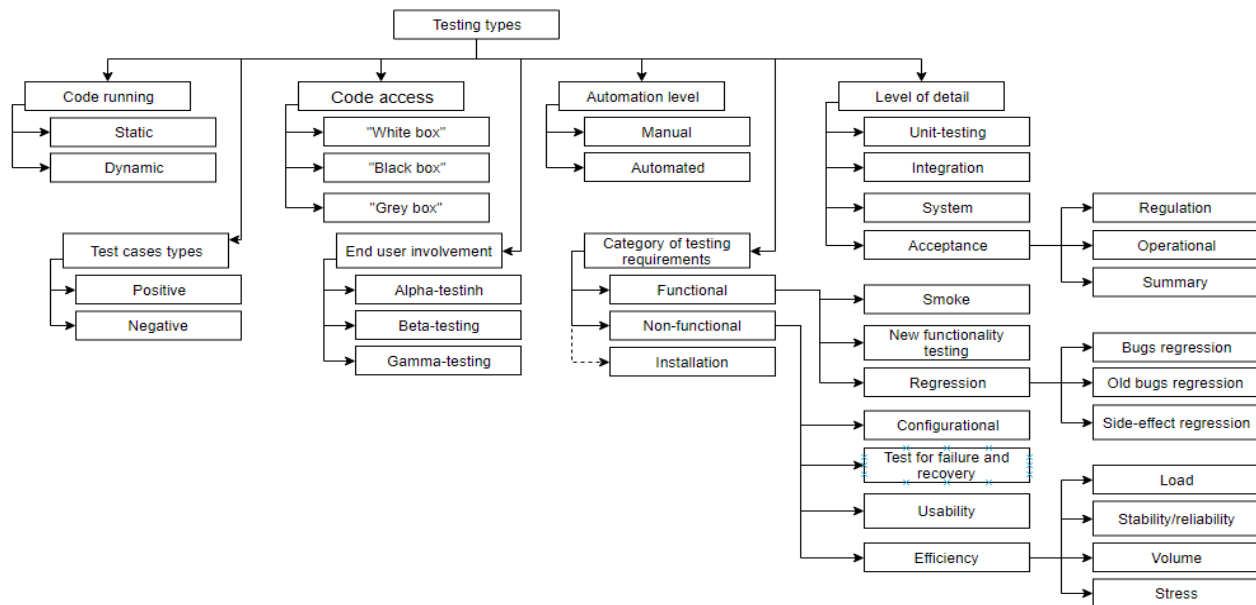 Testing types
Code running
Static
Dynamic
Code access
"White box"
"Black box"
"Grey box"
Automation level
Manual
Automated
Level of detail
Unit-testing
Integration
System
Acceptance
Regulation
Operational
Summary
Test cases types
Positive
Negative
End user involvement
Alpha-testinh
Beta-testing
Gamma-testing
Category of testing
requirements
Functional
Non-functional
Installation
Smoke
New functionality
testing
Regression
Bugs regression
Old bugs regression
Side-effect regression
Configurational
Test for failure and
recovery
Usability
Efficiency
Load
Stability/reliability
Volume
Stress